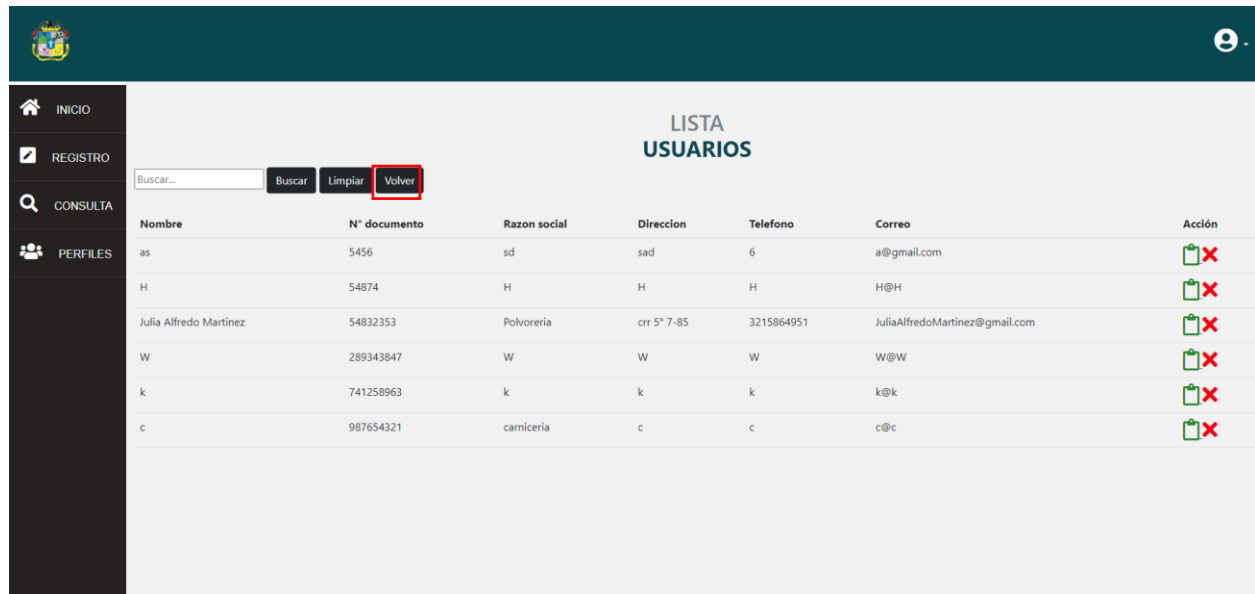 INICIO
REGISTRO
CONSULTA
PERFILES
LISTA
USUARIOS
Buscar... Buscar Limpiar Volver
Nombre N° documento Razon social Direccion Telefono Correo Acción
as 5456 sd sad 6 a@gmail.com
H 54874 H H H H@H
Julia Alfredo Martinez 54832353 Polvoreria crr 5° 7-85 3215864951 JuliaAlfredoMartinez@gmail.com
W 289343847 W W W W@W
k 741258963 k k k k@k
c 987654321 carniceria c c c@c